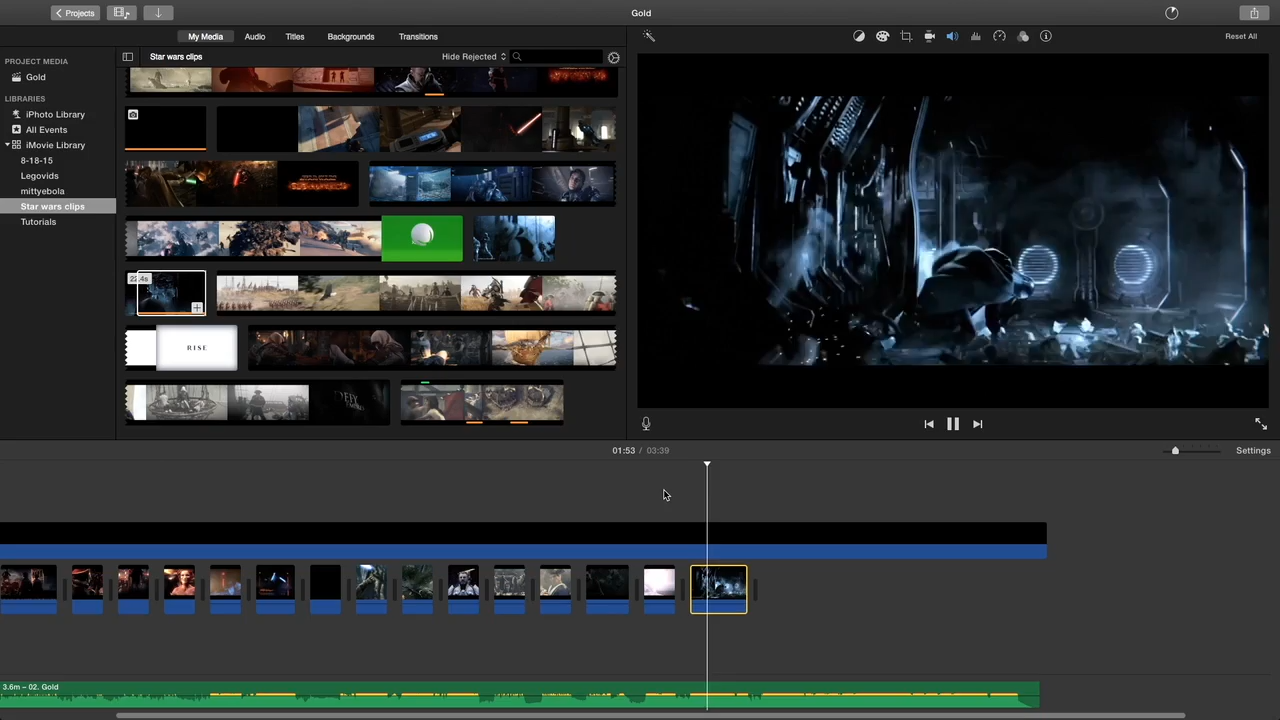 Projects
Gold
My Media
Audio
Titles
Backgrounds
Transitions
Reset All
PROJECT MEDIA
Gold
LIBRARIES
iPhoto Library
All Events
iMovie Library
8-18-15
Legovids
mittyebola
Star wars clips
Tutorials
Star wars clips
Hide Rejected
RISE
01:53 / 03:39
Settings
3.6m – 02. Gold